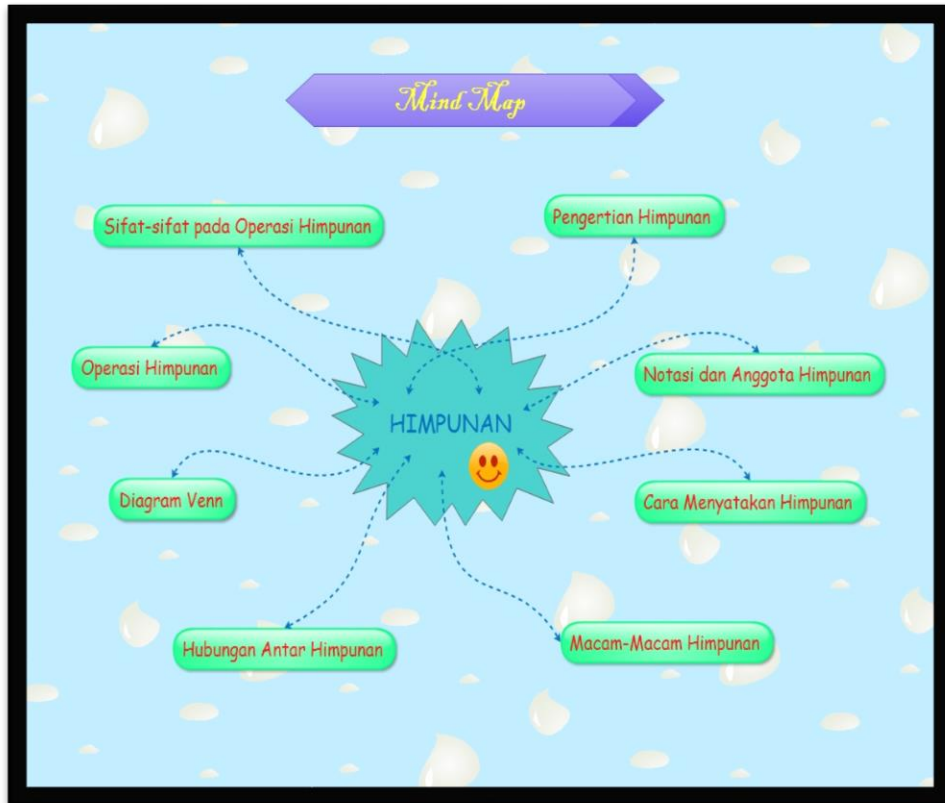 Mind Map
Sifat-sifat pada Operasi Himpunan
Pengertian Himpunan
Operasi Himpunan
Notasi dan Anggota Himpunan
HIMPUNAN
Diagram Venn
Cara Menyatakan Himpunan
Hubungan Antar Himpunan
Macam-Macam Himpunan